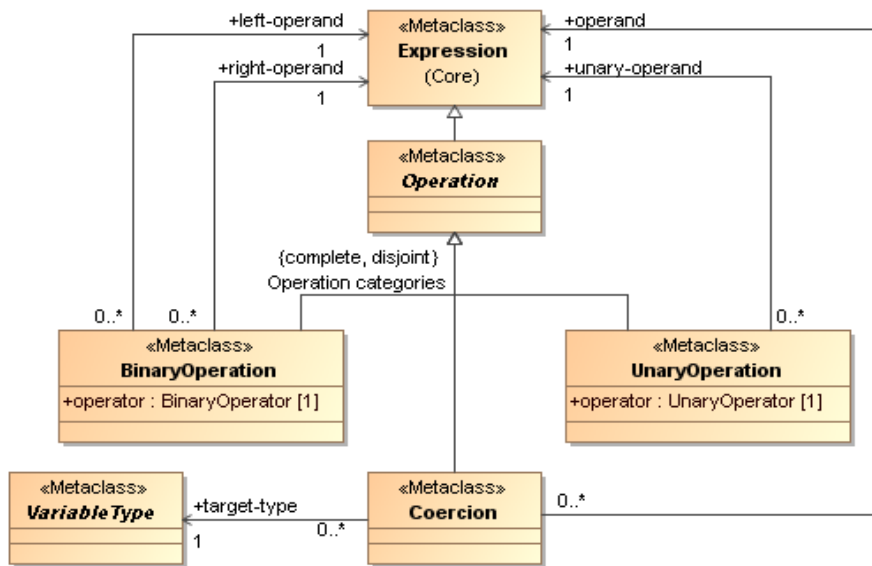 +left-operand
1
+right-operand
1
«Metaclass»
Expression
(Core)
+operand
1
+unary-operand
1
«Metaclass»
Operation
{complete, disjoint}
Operation categories
0..*
0..*
0..*
«Metaclass»
BinaryOperation
+operator : BinaryOperator [1]
«Metaclass»
UnaryOperation
+operator : UnaryOperator [1]
«Metaclass»
VariableType
+target-type
1
0..*
«Metaclass»
Coercion
0..*